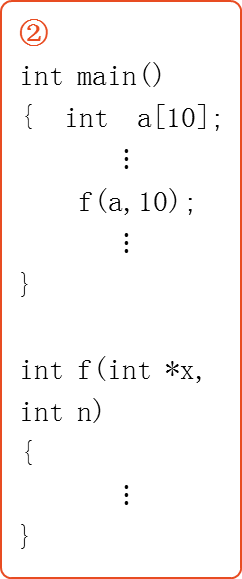 ②
int main()
{  int  a[10];
⋮
f(a,10);
⋮
}
int f(int *x,
int n)
{
⋮
}